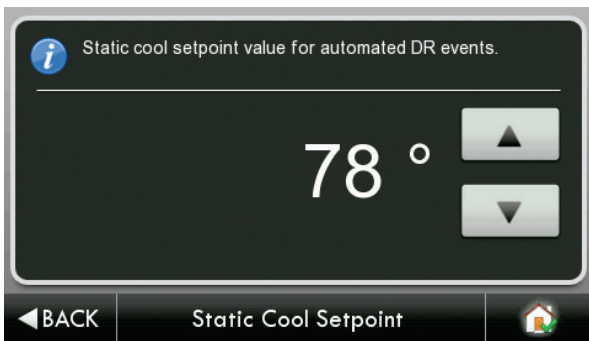 Static cool setpoint value for automated DR events.
78 °
BACK
Static Cool Setpoint